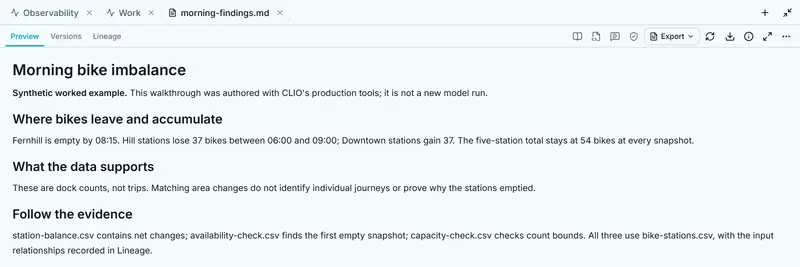 Observability
Work
morning-findings.md
Preview
Versions
Lineage
Export
Morning bike imbalance
Synthetic worked example. This walkthrough was authored with CLIO's production tools; it is not a new model run.
Where bikes leave and accumulate
Fernhill is empty by 08:15. Hill stations lose 37 bikes between 06:00 and 09:00; Downtown stations gain 37. The five-station total stays at 54 bikes at every snapshot.
What the data supports
These are dock counts, not trips. Matching area changes do not identify individual journeys or prove why the stations emptied.
Follow the evidence
station-balance.csv contains net changes; availability-check.csv finds the first empty snapshot; capacity-check.csv checks count bounds. All three use bike-stations.csv, with the input
relationships recorded in Lineage.